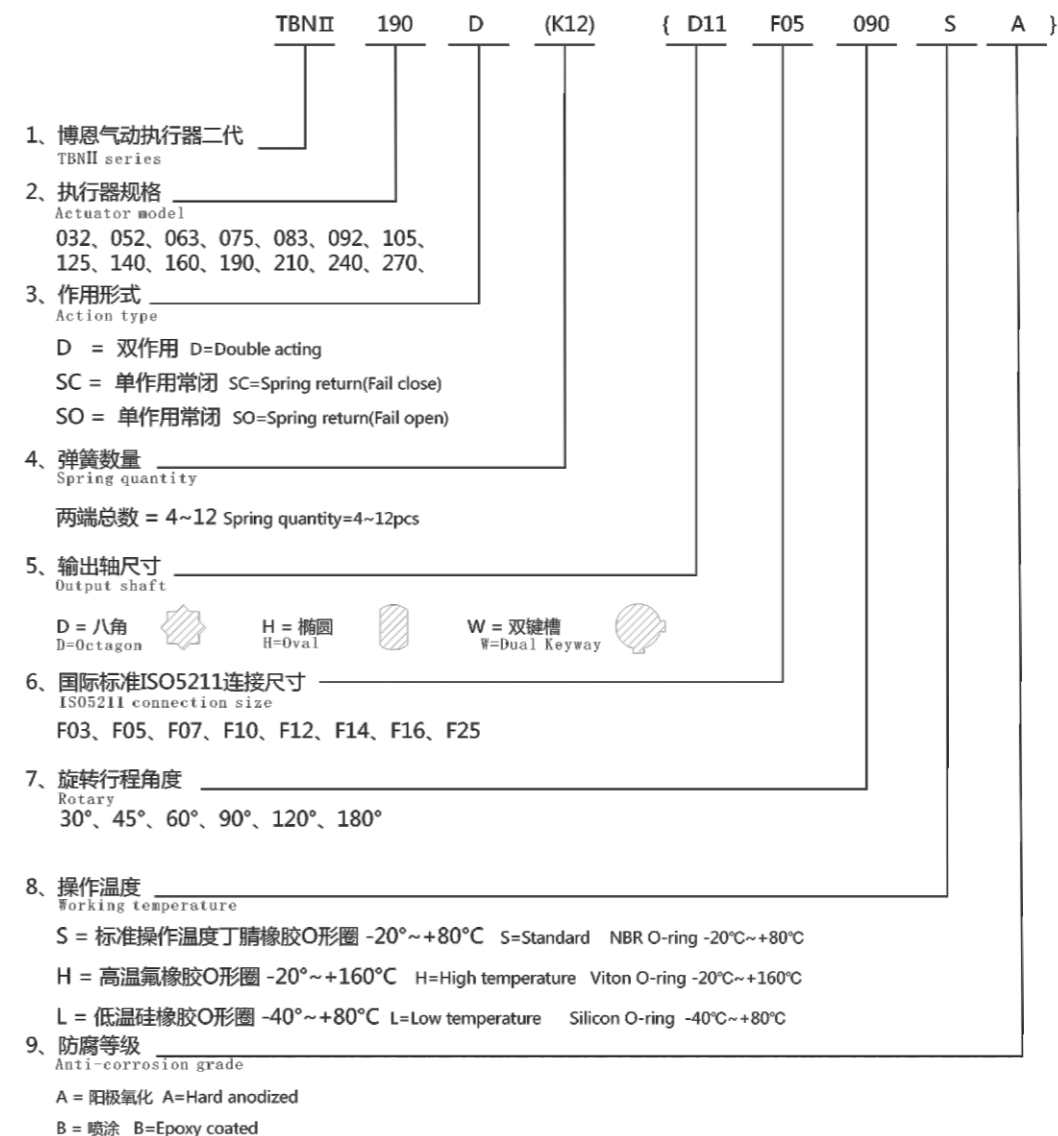 TBNⅡ 190 D (K12) { D11 F05 090 S A }
1、博恩气动执行器二代
TBNⅡ series
2、执行器规格
Actuator model
032、052、063、075、083、092、105、
125、140、160、190、210、240、270、
3、作用形式
Action type
D = 双作用 D=Double acting
SC = 单作用常闭 SC=Spring return(Fail close)
SO = 单作用常闭 SO=Spring return(Fail open)
4、弹簧数量
Spring quantity
两端总数 = 4~12 Spring quantity=4~12pcs
5、输出轴尺寸
Output shaft
D = 八角 H = 椭圆 W = 双键槽
D=Octagon H=Oval W=Dual Keyway
6、国际标准ISO5211连接尺寸
ISO5211 connection size
F03、F05、F07、F10、F12、F14、F16、F25
7、旋转行程角度
Rotary
30°、45°、60°、90°、120°、180°
8、操作温度
Working temperature
S = 标准操作温度丁腈橡胶O形圈 -20°~+80°C S=Standard NBR O-ring -20℃~+80℃
H = 高温氟橡胶O形圈 -20°~+160°C H=High temperature Viton O-ring -20℃~+160℃
L = 低温硅橡胶O形圈 -40°~+80°C L=Low temperature Silicon O-ring -40℃~+80℃
9、防腐等级
Anti-corrosion grade
A = 阳极氧化 A=Hard anodized
B = 喷涂 B=Epoxy coated